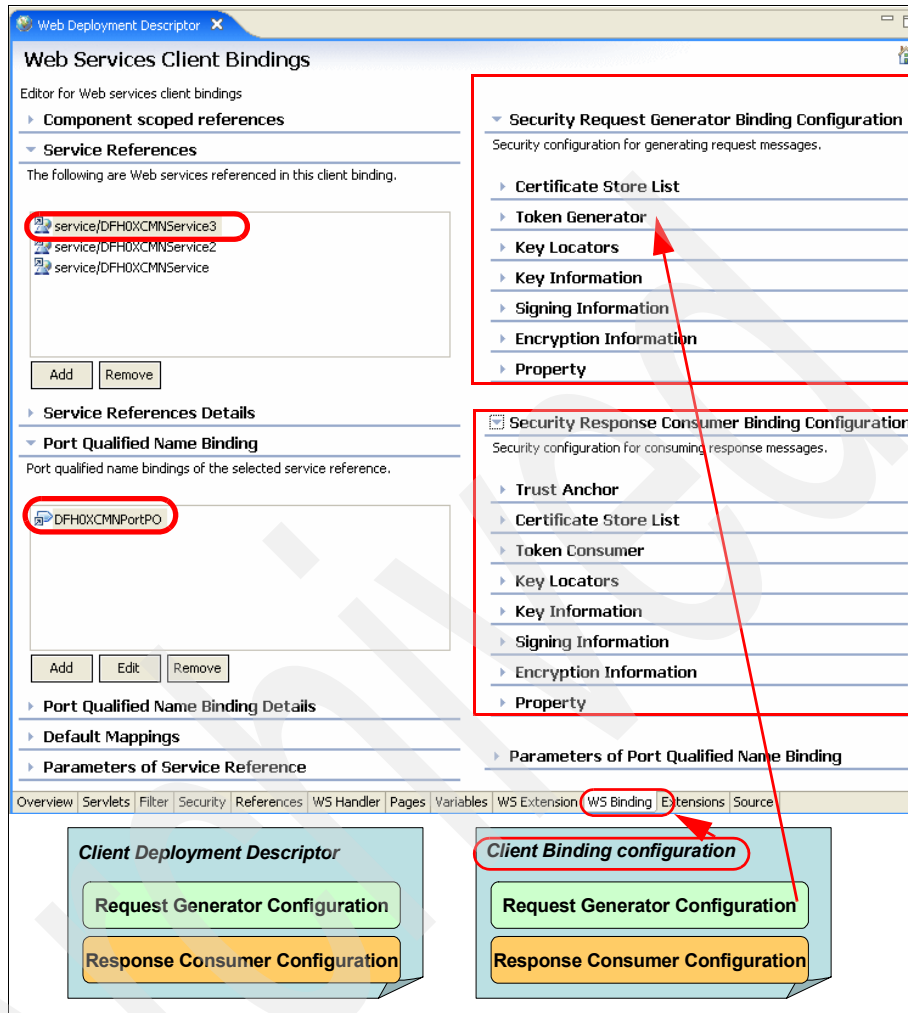 Web Deployment Descriptor
Web Services Client Bindings
Editor for Web services client bindings
Component scoped references
Service References
The following are Web services referenced in this client binding.
service/DFH0XCMNService3
service/DFH0XCMNService2
service/DFH0XCMNService
Add Remove
Service References Details
Port Qualified Name Binding
Port qualified name bindings of the selected service reference.
DFH0XCMNPortPO
Add Edit Remove
Port Qualified Name Binding Details
Default Mappings
Parameters of Service Reference
Security Request Generator Binding Configuration
Security configuration for generating request messages.
Certificate Store List
Token Generator
Key Locators
Key Information
Signing Information
Encryption Information
Property
Security Response Consumer Binding Configuration
Security configuration for consuming response messages.
Trust Anchor
Certificate Store List
Token Consumer
Key Locators
Key Information
Signing Information
Encryption Information
Property
Parameters of Port Qualified Name Binding
Overview Servlets Filter Security References WS Handler Pages Variables WS Extension WS Binding Extensions Source
Client Deployment Descriptor
Request Generator Configuration
Response Consumer Configuration
Client Binding configuration
Request Generator Configuration
Response Consumer Configuration